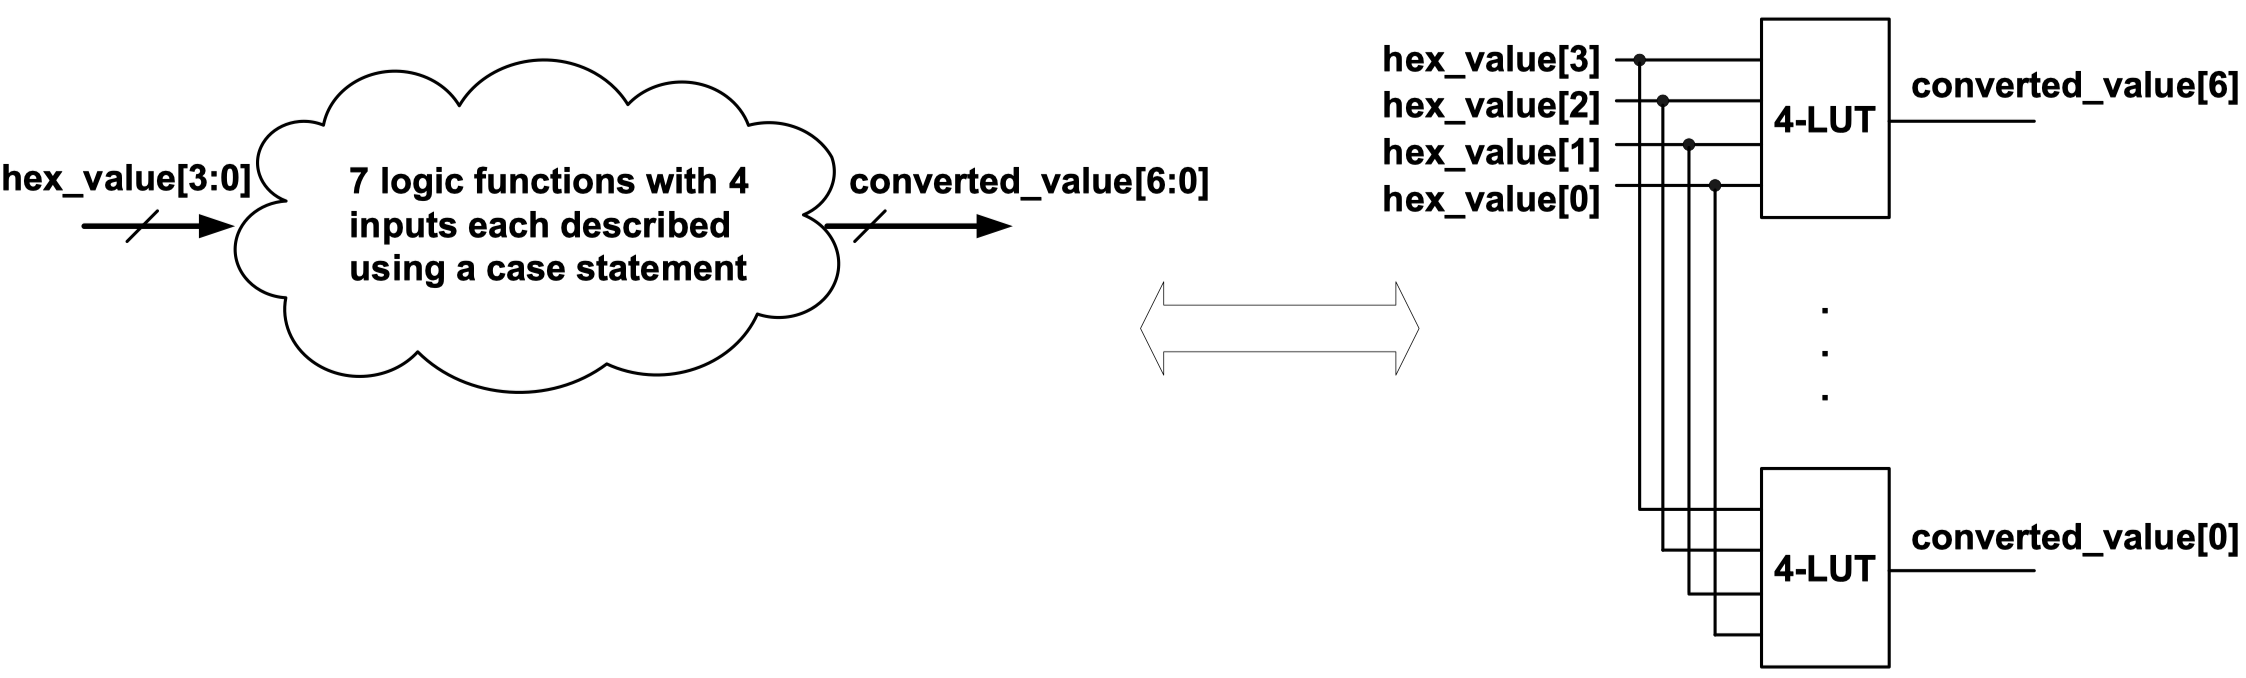 hex_value[3:0]
7 logic functions with 4
inputs each described
using a case statement
converted_value[6:0]
hex_value[3]
hex_value[2]
hex_value[1]
hex_value[0]
4-LUT
converted_value[6]
.
.
.
4-LUT
converted_value[0]